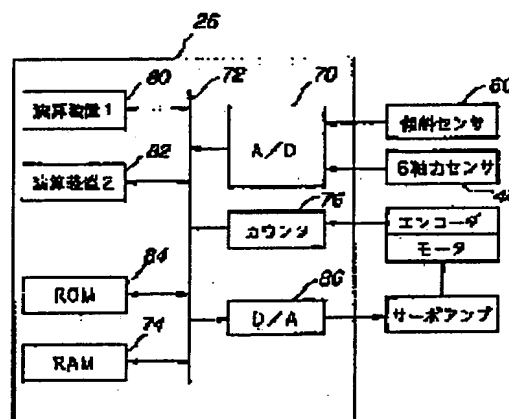 26
80
72
70
60
演算装置1
A/D
傾斜センサ
82
演算装置2
6軸力センサ
76
カウンタ
エンコーダ
モータ
84
ROM
86
D/A
サーボアンプ
74
RAM